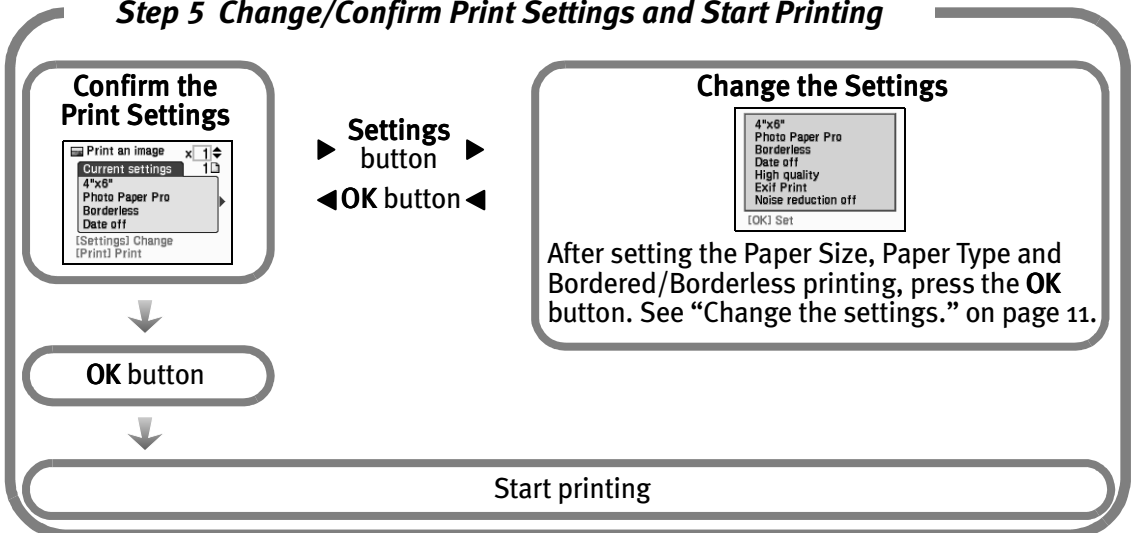 Step 5 Change/Confirm Print Settings and Start Printing
Confirm the
Print Settings
Print an image x 1
Current settings 1
4"x6"
Photo Paper Pro
Borderless
Date off
[Settings] Change
[Print] Print
Settings
button
OK button
Change the Settings
4"x6"
Photo Paper Pro
Borderless
Date off
High quality
Exif Print
Noise reduction off
[OK] Set
After setting the Paper Size, Paper Type and
Bordered/Borderless printing, press the OK
button. See “Change the settings.” on page 11.
OK button
Start printing